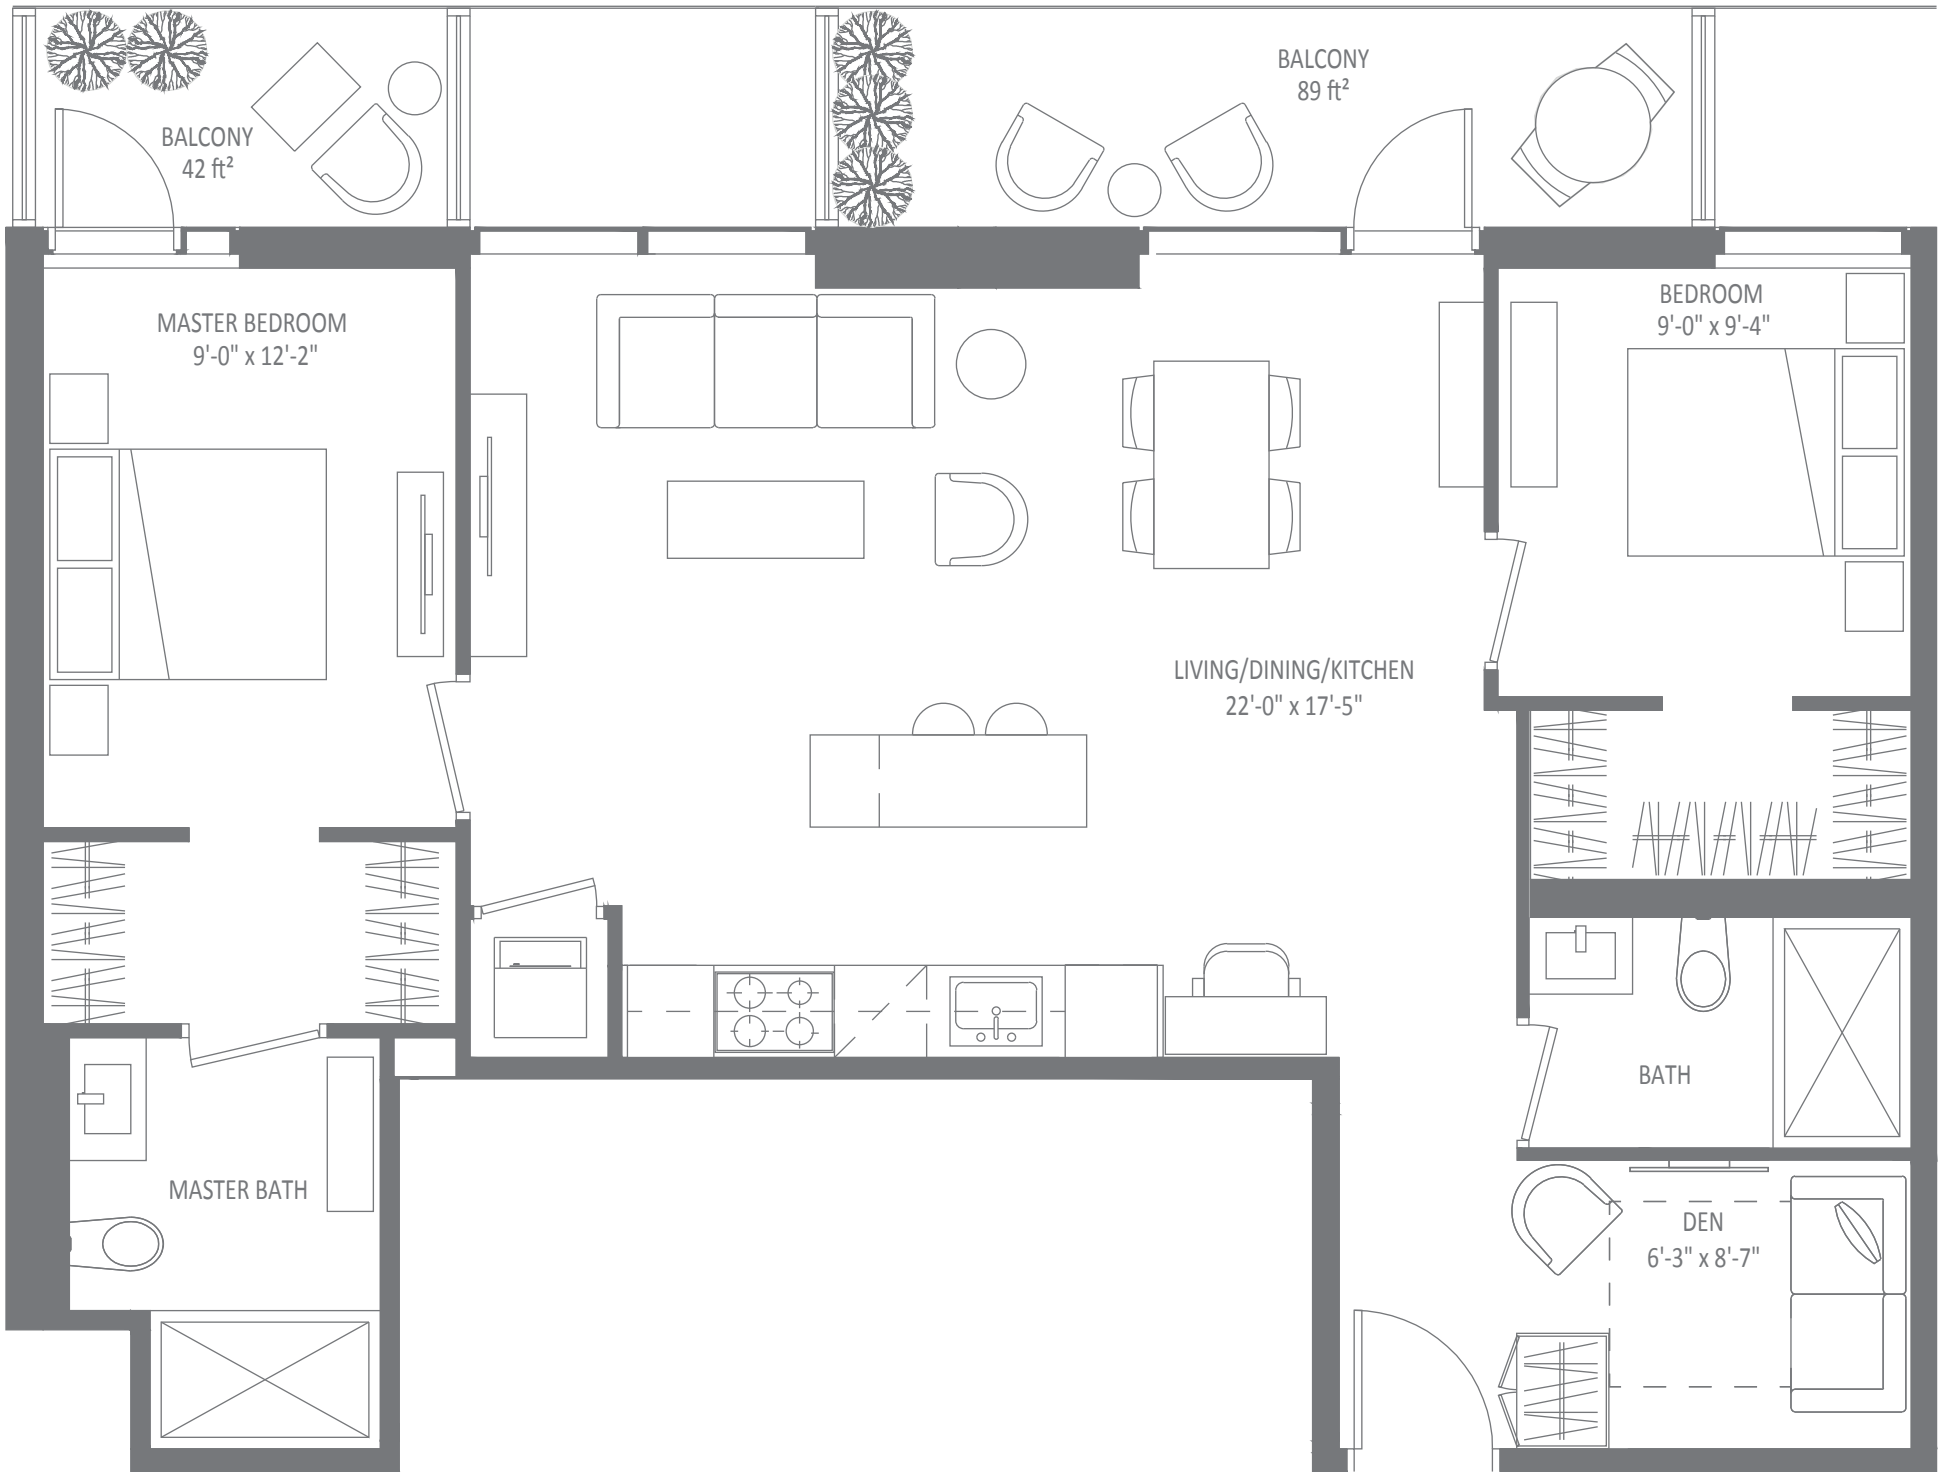 BALCONY
89 ft²
BALCONY
42 ft²
MASTER BEDROOM
9'-0" x 12'-2"
BEDROOM
9'-0" x 9'-4"
LIVING/DINING/KITCHEN
22'-0" x 17'-5"
BATH
MASTER BATH
DEN
6'-3" x 8'-7"